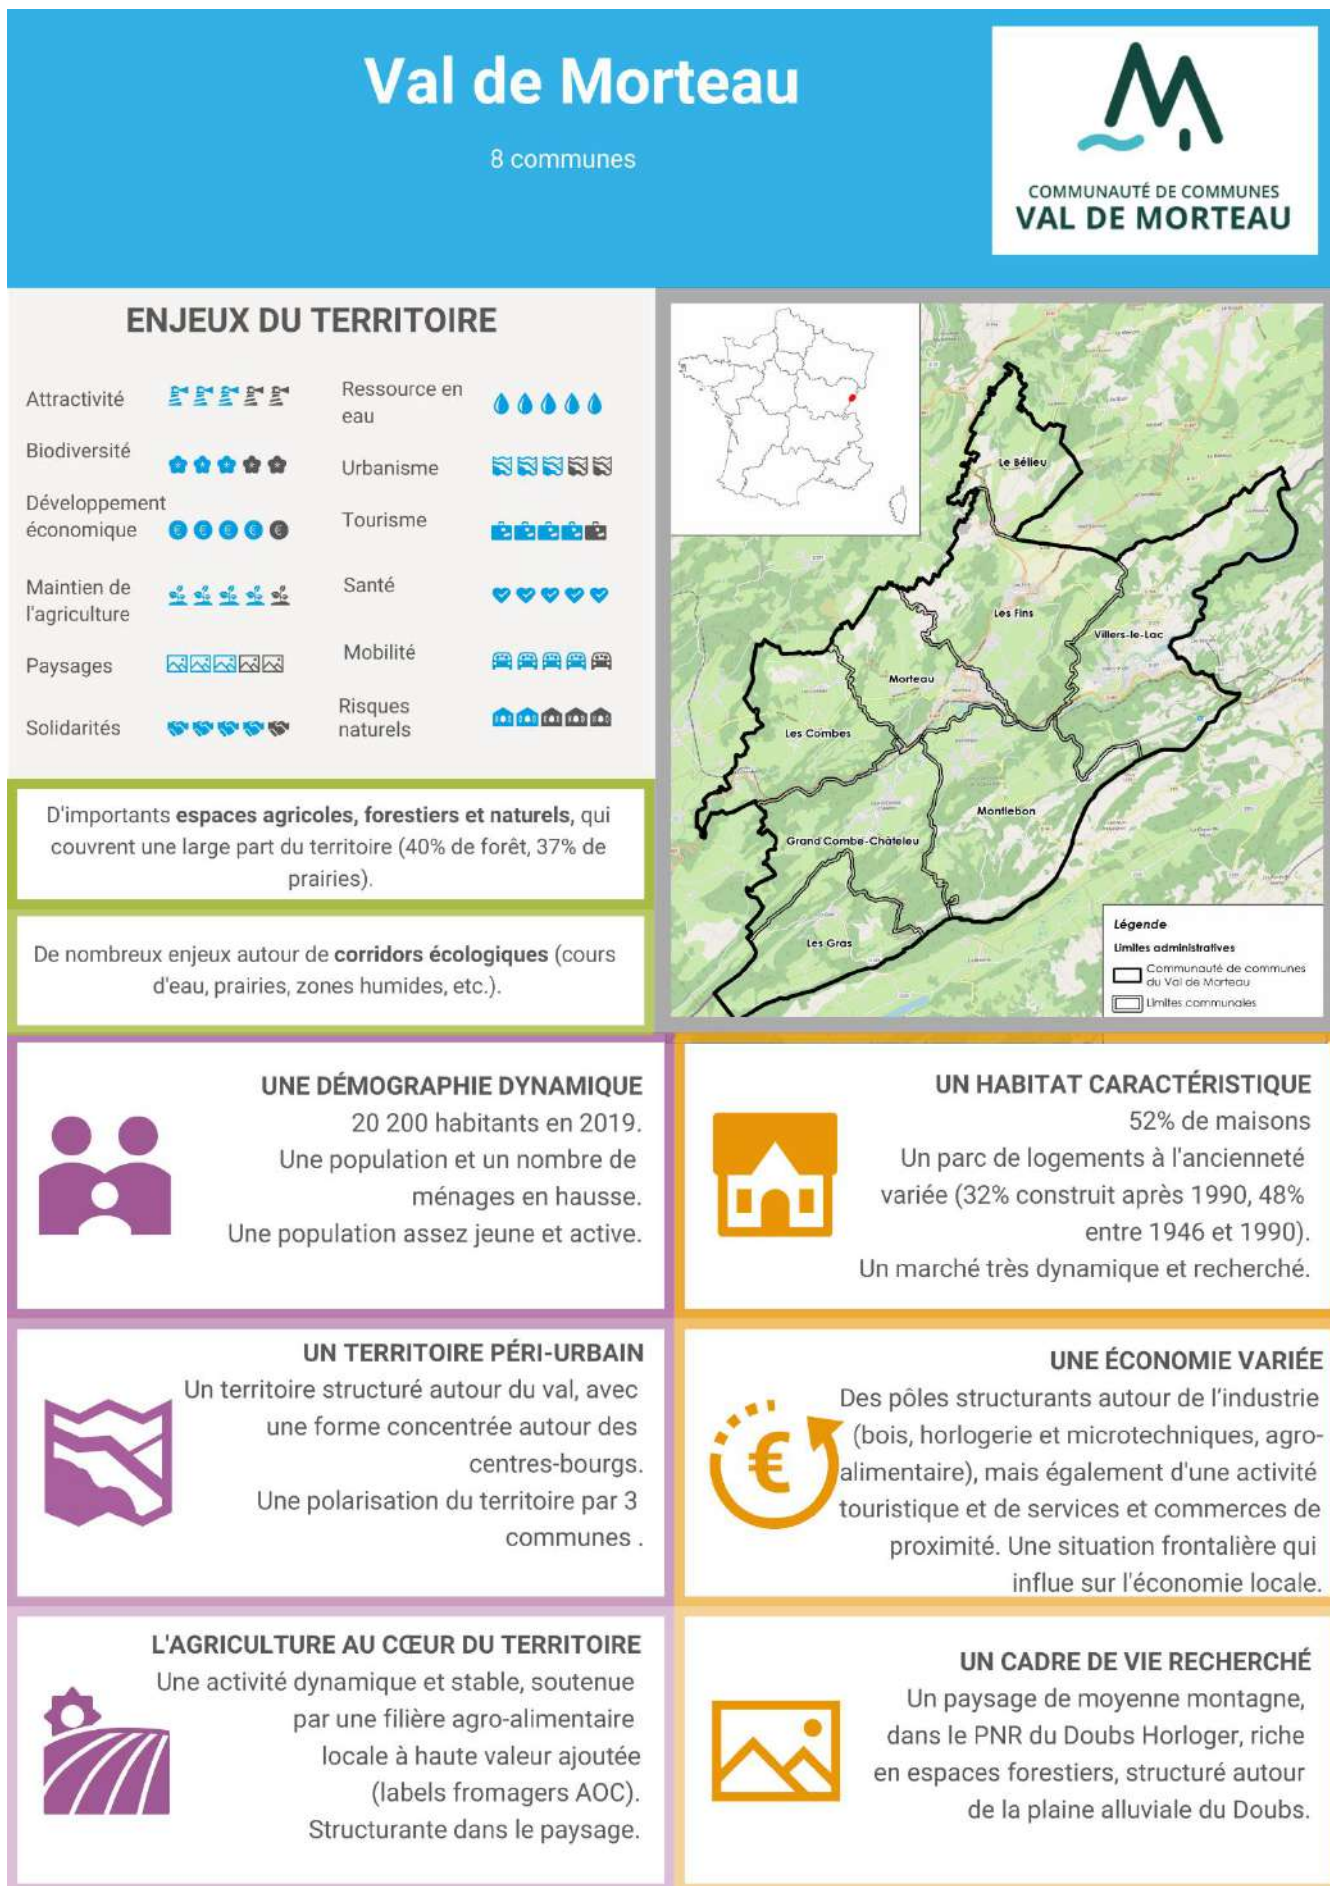 Val de Morteau
8 communes
COMMUNAUTÉ DE COMMUNES
VAL DE MORTEAU
ENJEUX DU TERRITOIRE
Attractivité
Biodiversité
Développement
économique
Maintien de
l'agriculture
Paysages
Solidarités
Ressource en
eau
Urbanisme
Tourisme
Santé
Mobilité
Risques
naturels
Le Bélieu
Les Fins
Villers-le-Lac
Morteau
Les Combes
Montlebon
Grand Combe-Châteleu
Les Gras
Légende
Limites administratives
Communauté de communes
du Val de Morteau
Limites communales
D'importants espaces agricoles, forestiers et naturels, qui
couvrent une large part du territoire (40% de forêt, 37% de
prairies).
De nombreux enjeux autour de corridors écologiques (cours
d'eau, prairies, zones humides, etc.).
UNE DÉMOGRAPHIE DYNAMIQUE
20 200 habitants en 2019.
Une population et un nombre de
ménages en hausse.
Une population assez jeune et active.
UN HABITAT CARACTÉRISTIQUE
52% de maisons
Un parc de logements à l'ancienneté
variée (32% construit après 1990, 48%
entre 1946 et 1990).
Un marché très dynamique et recherché.
UN TERRITOIRE PÉRI-URBAIN
Un territoire structuré autour du val, avec
une forme concentrée autour des
centres-bourgs.
Une polarisation du territoire par 3
communes .
UNE ÉCONOMIE VARIÉE
Des pôles structurants autour de l'industrie
(bois, horlogerie et microtechniques, agro-
alimentaire), mais également d'une activité
touristique et de services et commerces de
proximité. Une situation frontalière qui
influe sur l'économie locale.
L'AGRICULTURE AU CŒUR DU TERRITOIRE
Une activité dynamique et stable, soutenue
par une filière agro-alimentaire
locale à haute valeur ajoutée
(labels fromagers AOC).
Structurante dans le paysage.
UN CADRE DE VIE RECHERCHÉ
Un paysage de moyenne montagne,
dans le PNR du Doubs Horloger, riche
en espaces forestiers, structuré autour
de la plaine alluviale du Doubs.